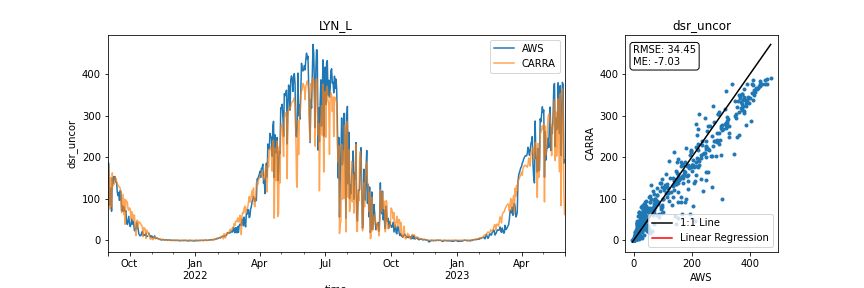 LYN_L
dsr_uncor
400
300
200
100
0
Oct
Jan
2022
Apr
Jul
Oct
Jan
2023
Apr
time
AWS
CARRA
dsr_uncor
CARRA
400
300
200
100
0
0
200
400
AWS
RMSE: 34.45
ME: -7.03
1:1 Line
Linear Regression